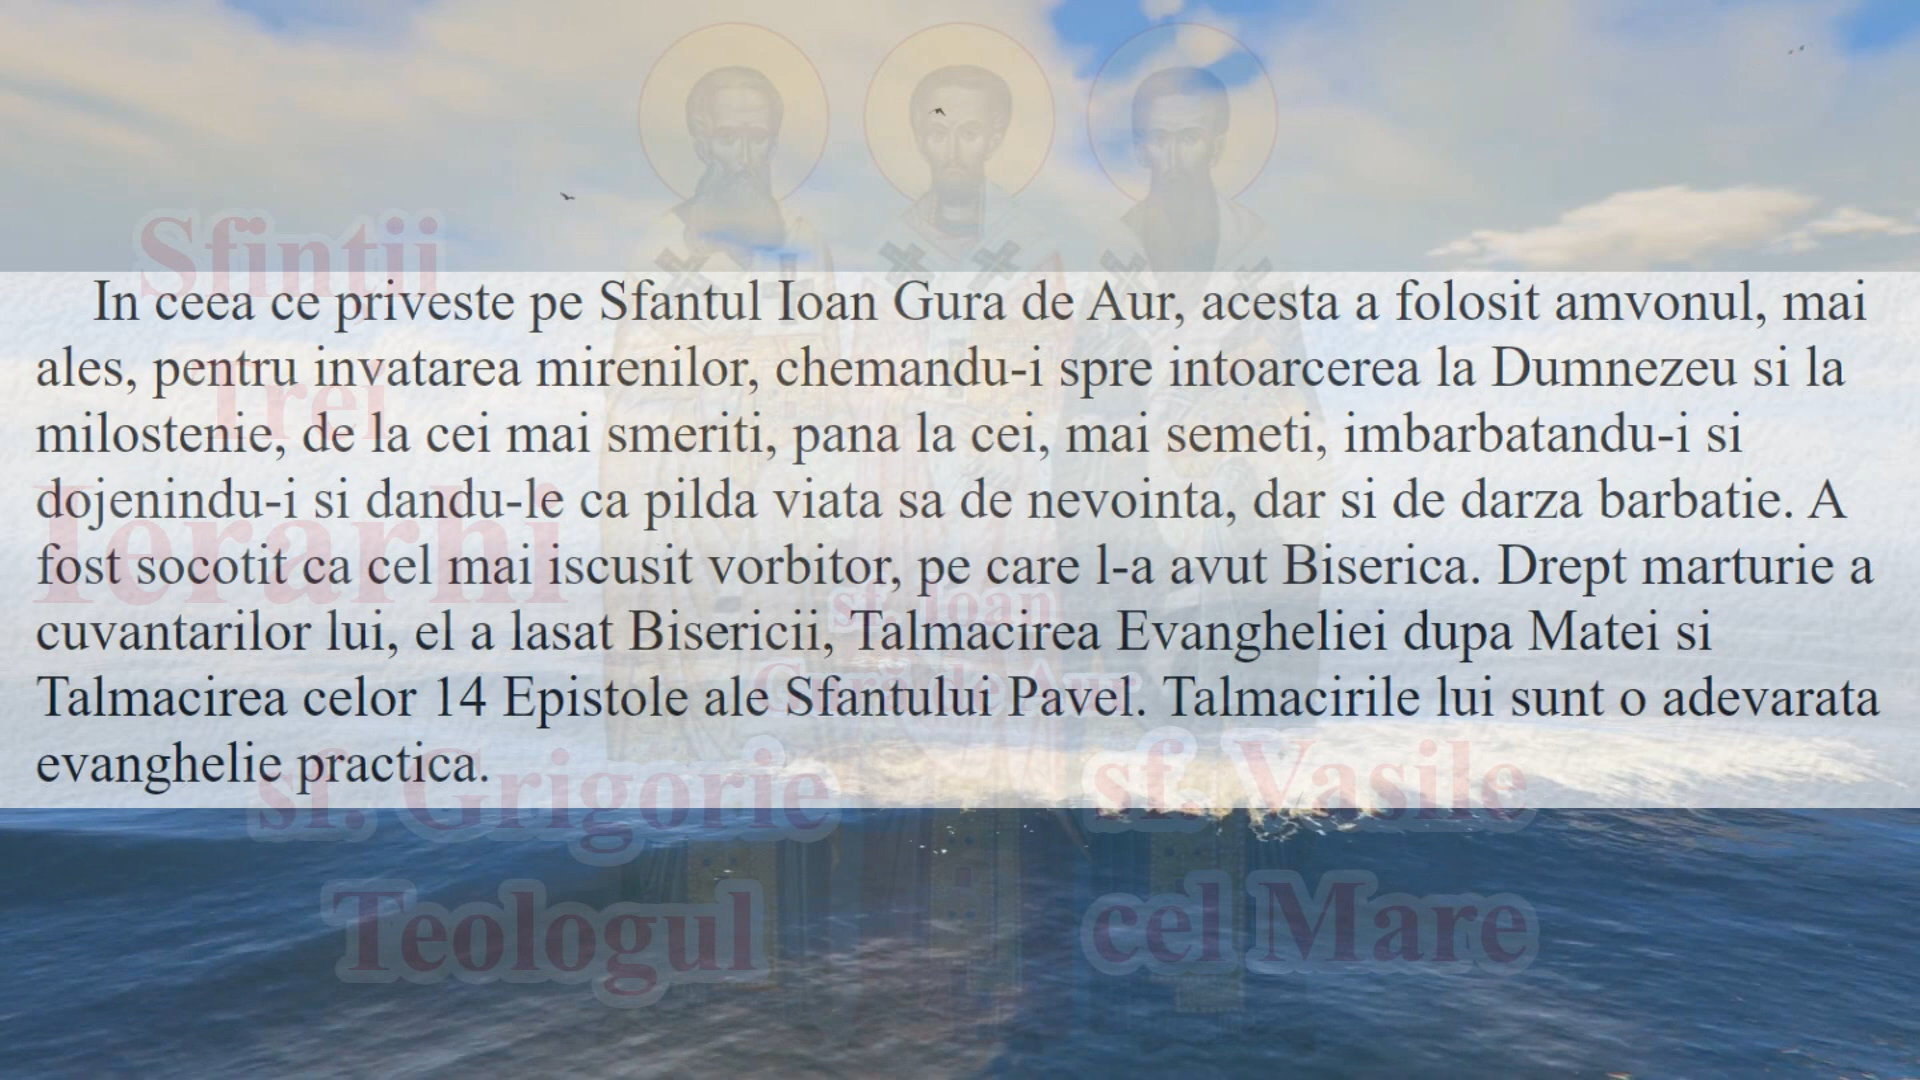 Sfintii
Trei
Ierarhi
In ceea ce priveste pe Sfantul Ioan Gura de Aur, acesta a folosit amvonul, mai
ales, pentru invatarea mirenilor, chemandu-i spre intoarcerea la Dumnezeu si la
milostenie, de la cei mai smeriti, pana la cei, mai semeti, imbarbatandu-i si
dojenindu-i si dandu-le ca pilda viata sa de nevointa, dar si de darza barbatie. A
fost socotit ca cel mai iscusit vorbitor, pe care l-a avut Biserica. Drept marturie a
cuvantarilor lui, el a lasat Bisericii, Talmacirea Evangheliei dupa Matei si
Talmacirea celor 14 Epistole ale Sfantului Pavel. Talmacirile lui sunt o adevarata
evanghelie practica.
sf. Ioan
Gură de Aur
sf. Grigorie
Teologul
sf. Vasile
cel Mare